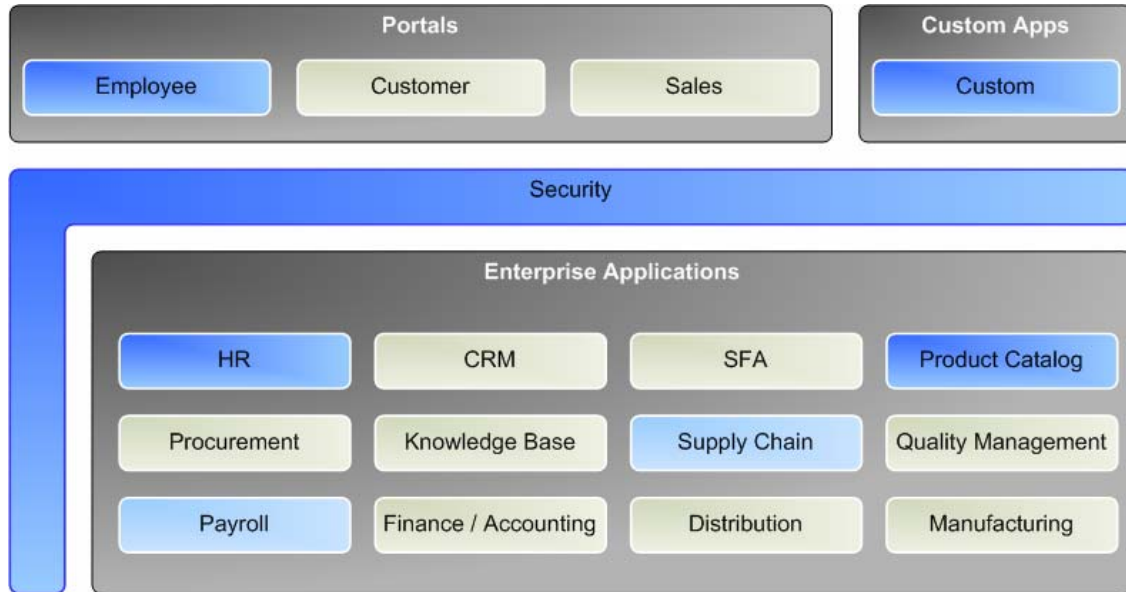 Portals
Custom Apps
Employee
Customer
Sales
Custom
Security
Enterprise Applications
HR
CRM
SFA
Product Catalog
Procurement
Knowledge Base
Supply Chain
Quality Management
Payroll
Finance / Accounting
Distribution
Manufacturing